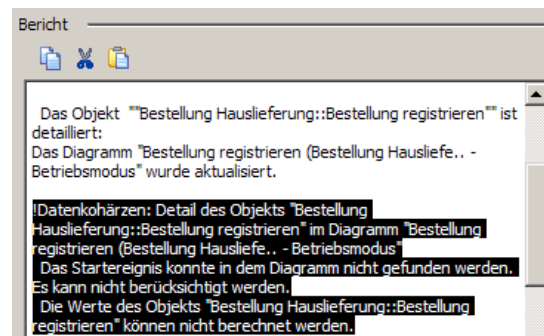 Bericht
Das Objekt ""Bestellung Hauslieferung::Bestellung registrieren"" ist
detailliert:
Das Diagramm "Bestellung registrieren (Bestellung Hausliefe.. -
Betriebsmodus" wurde aktualisiert.
!Datenkohärzen: Detail des Objekts "Bestellung
Hauslieferung::Bestellung registrieren" im Diagramm "Bestellung
registrieren (Bestellung Hausliefe.. - Betriebsmodus"
Das Startereignis konnte in dem Diagramm nicht gefunden werden.
Es kann nicht berücksichtigt werden.
Die Werte des Objekts "Bestellung Hauslieferung::Bestellung
registrieren" können nicht berechnet werden.